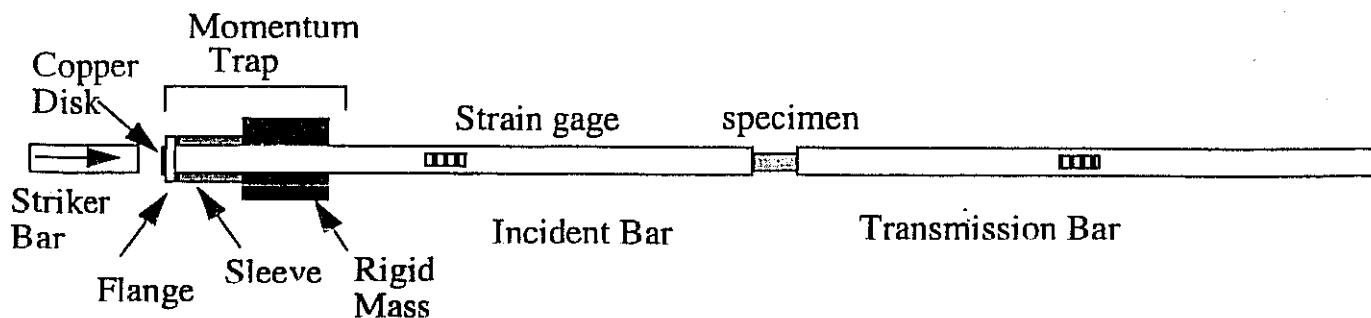 Momentum
Trap
Copper
Disk
Strain gage
specimen
Striker
Bar
Incident Bar
Transmission Bar
Flange
Sleeve
Rigid
Mass